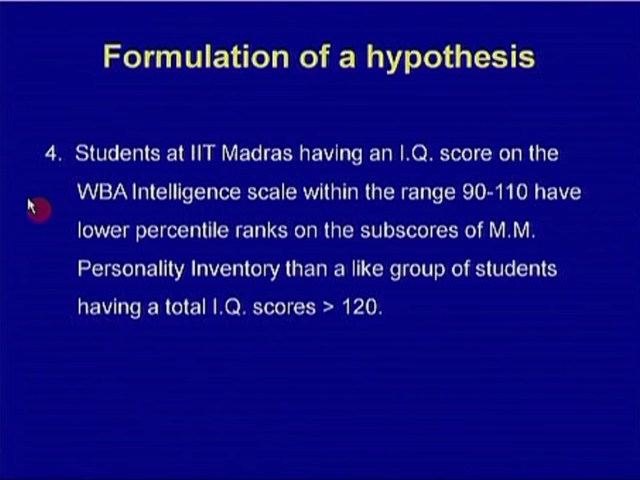 Formulation of a hypothesis
4. Students at IIT Madras having an I.Q. score on the
WBA Intelligence scale within the range 90-110 have
lower percentile ranks on the subscores of M.M.
Personality Inventory than a like group of students
having a total I.Q. scores > 120.